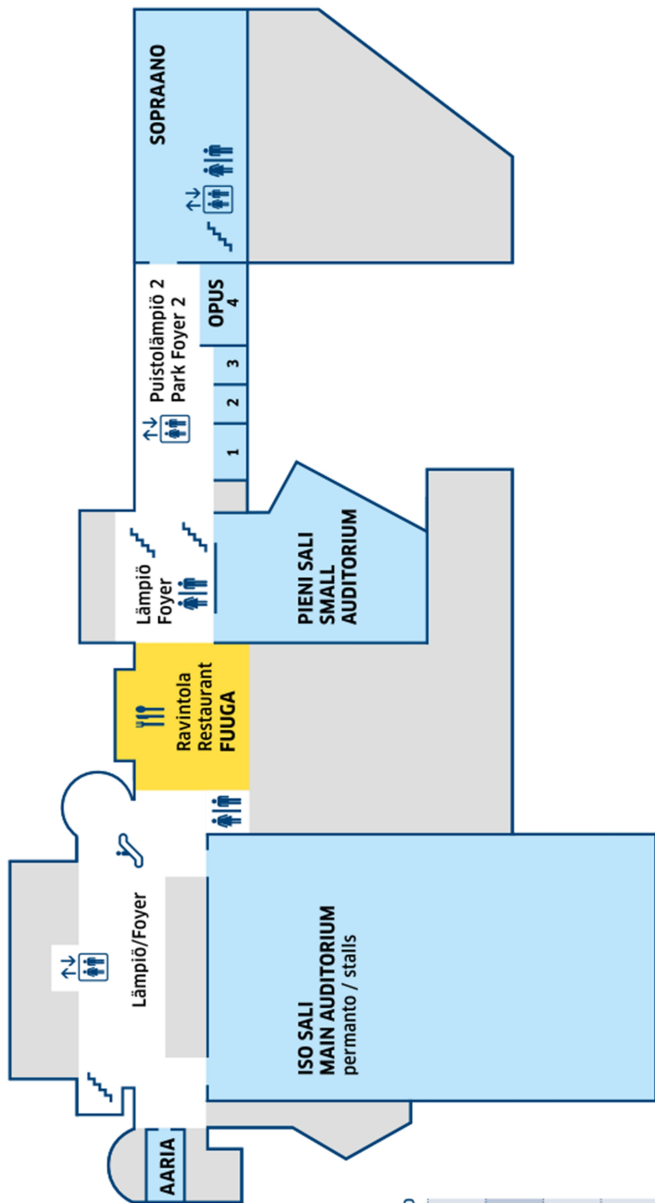 SOPRAANO
Puistolämpiö 2
Park Foyer 2
OPUS
4
3
2
1
Lämpiö
Foyer
PIENI SALI
SMALL
AUDITORIUM
Ravintola
Restaurant
FUUGA
Lämpiö/Foyer
ISO SALI
MAIN AUDITORIUM
permanto / stalls
AARIA